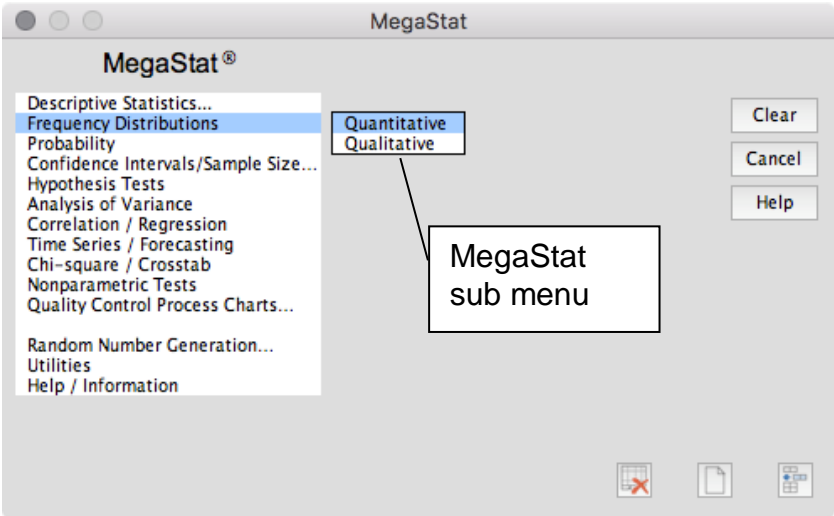 MegaStat
MegaStat®
Descriptive Statistics...
Frequency Distributions
Probability
Confidence Intervals/Sample Size...
Hypothesis Tests
Analysis of Variance
Correlation / Regression
Time Series / Forecasting
Chi-square / Crosstab
Nonparametric Tests
Quality Control Process Charts...
Random Number Generation...
Utilities
Help / Information
Quantitative
Qualitative
MegaStat
sub menu
Clear
Cancel
Help